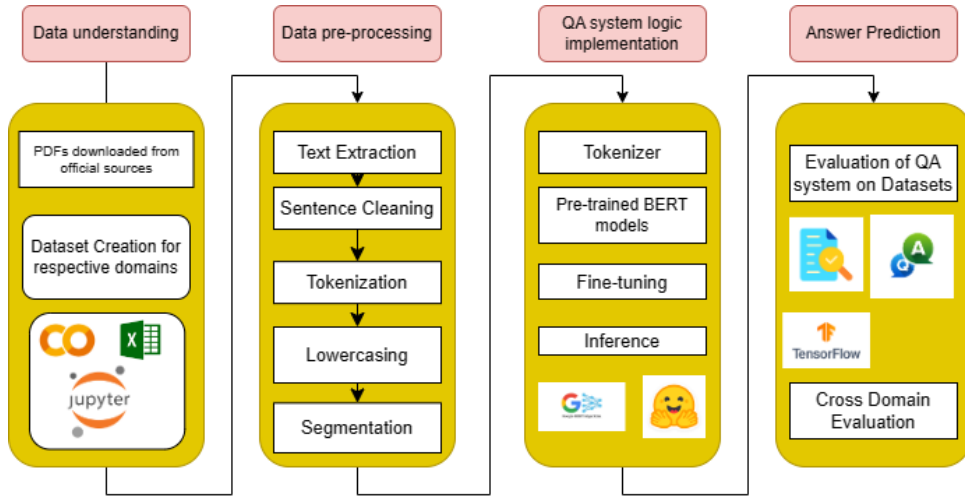 Data understanding
PDFs downloaded from
official sources
Dataset Creation for
respective domains
jupyter
Data pre-processing
Text Extraction
Sentence Cleaning
Tokenization
Lowercasing
Segmentation
QA system logic
implementation
Tokenizer
Pre-trained BERT
models
Fine-tuning
Inference
Answer Prediction
Evaluation of QA
system on Datasets
Q
A
TensorFlow
Cross Domain
Evaluation